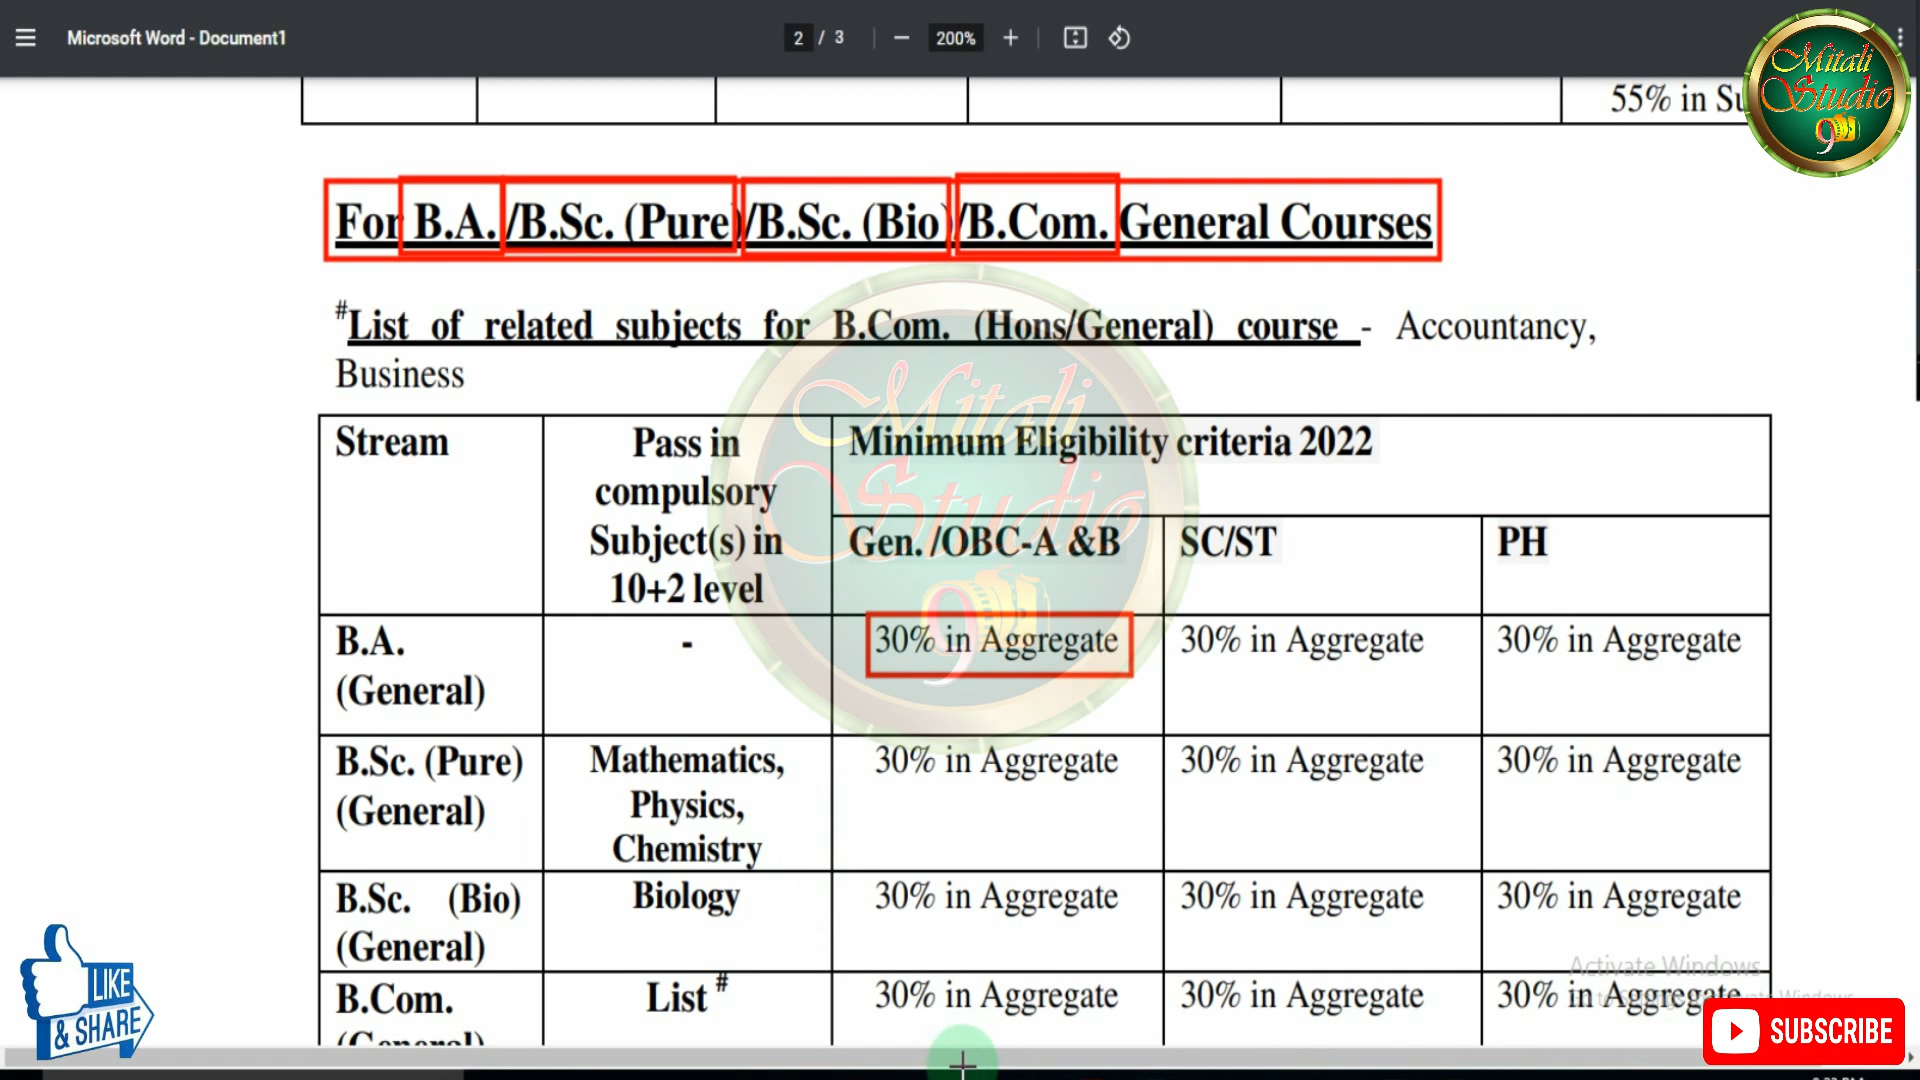 Microsoft Word - Document1
2 / 3
200%
Mitali
Studio
9
55% in
For B.A. /B.Sc. (Pure)/B.Sc. (Bio)/B.Com. General Courses
#List of related subjects for B.Com. (Hons/General) course - Accountancy,
Business
Mitali
Studio
9
Stream
Pass in
compulsory
Subject(s) in
10+2 level
Minimum Eligibility criteria 2022
Gen. /OBC-A &B SC/ST PH
B.A.
(General)
- 30% in Aggregate 30% in Aggregate 30% in Aggregate
B.Sc. (Pure)
(General)
Mathematics,
Physics,
Chemistry
30% in Aggregate 30% in Aggregate 30% in Aggregate
B.Sc. (Bio)
(General)
Biology 30% in Aggregate 30% in Aggregate 30% in Aggregate
B.Com.
(General)
List # 30% in Aggregate 30% in Aggregate 30% in Aggregate
Activate Windows
LIKE
& SHARE
SUBSCRIBE